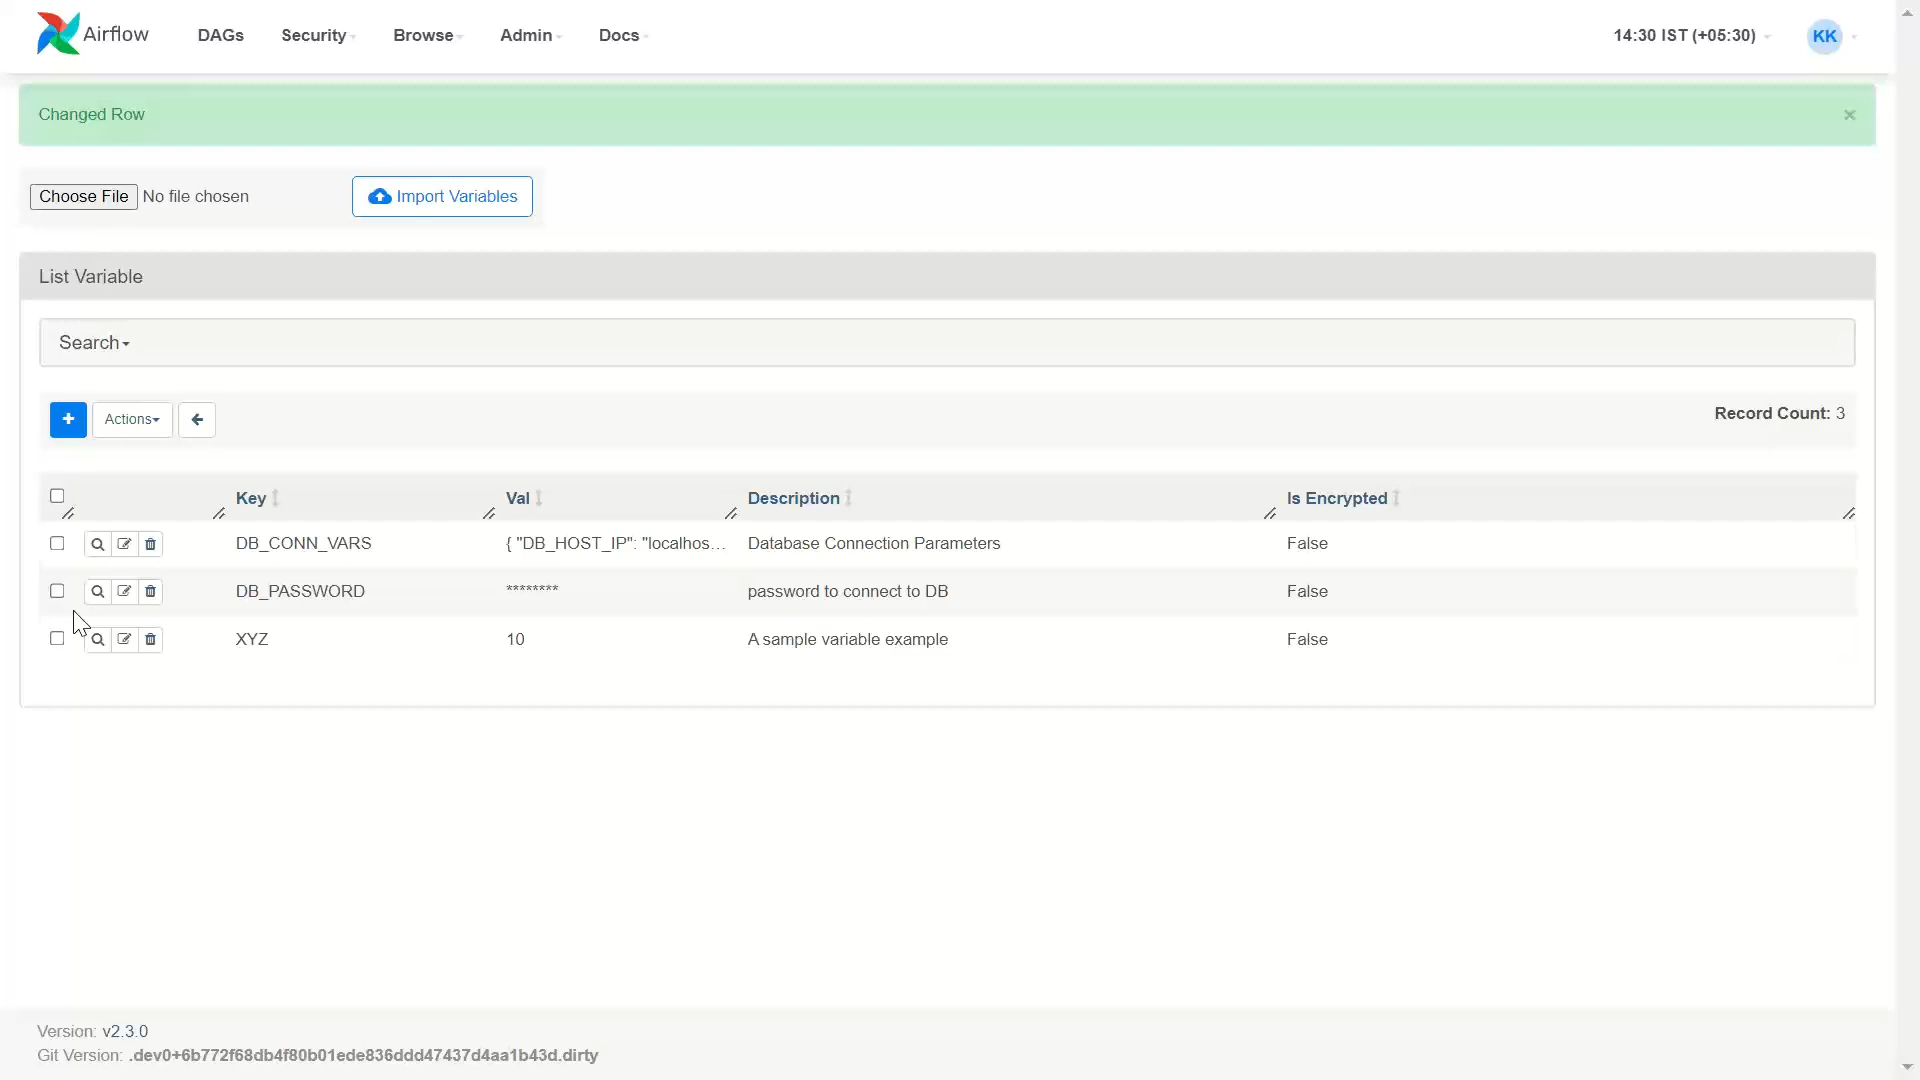 Airflow DAGs Security Browse Admin Docs 14:30 IST (+05:30) KK
Changed Row ×
Choose File No file chosen Import Variables
List Variable
Search
+ Actions Record Count: 3
Key Val Description Is Encrypted
DB_CONN_VARS { "DB_HOST_IP": "localhos... Database Connection Parameters False
DB_PASSWORD ******** password to connect to DB False
XYZ 10 A sample variable example False
Version: v2.3.0
Git Version: .dev0+6b772f68db4f80b01ede836ddd47437d4aa1b43d.dirty